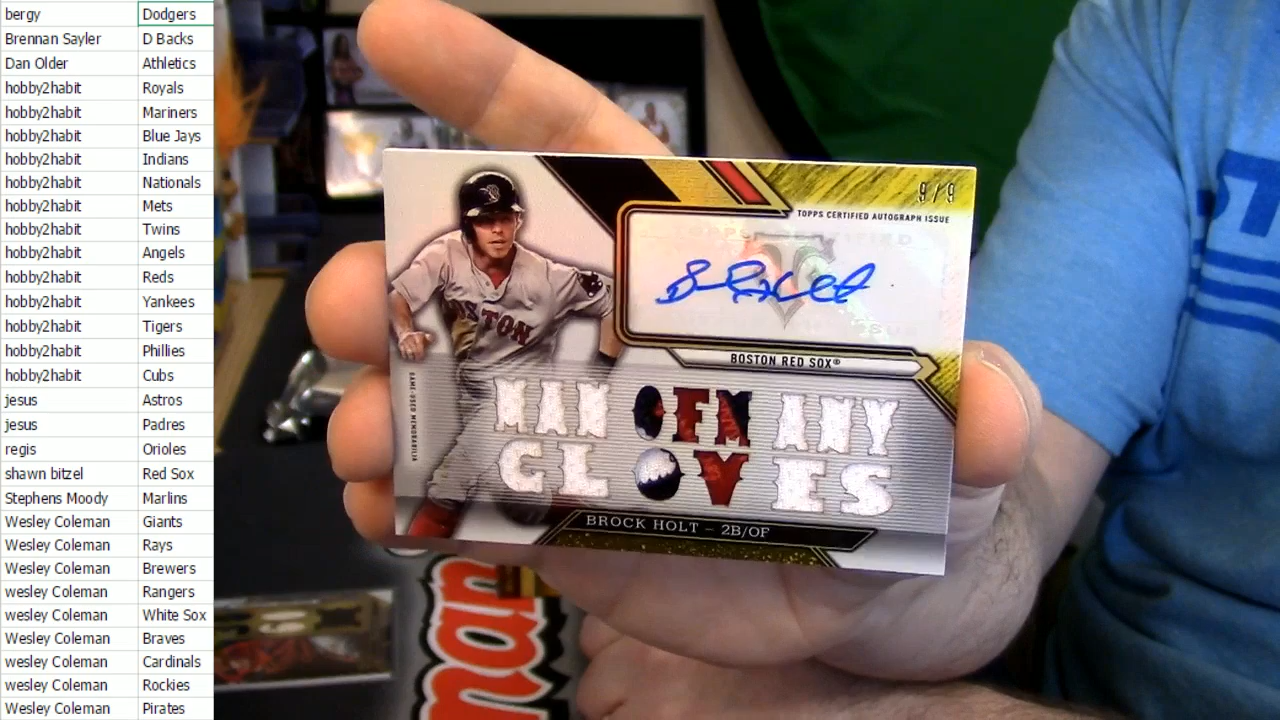 bergy Dodgers
Brennan Sayler D Backs
Dan Older Athletics
hobby2habit Royals
hobby2habit Mariners
hobby2habit Blue Jays
hobby2habit Indians
hobby2habit Nationals
hobby2habit Mets
hobby2habit Twins
hobby2habit Angels
hobby2habit Reds
hobby2habit Yankees
hobby2habit Tigers
hobby2habit Phillies
hobby2habit Cubs
jesus Astros
jesus Padres
regis Orioles
shawn bitzel Red Sox
Stephens Moody Marlins
Wesley Coleman Giants
Wesley Coleman Rays
Wesley Coleman Brewers
wesley Coleman Rangers
wesley Coleman White Sox
Wesley Coleman Braves
wesley Coleman Cardinals
wesley Coleman Rockies
Wesley Coleman Pirates
9/9
TOPPS CERTIFIED AUTOGRAPH ISSUE
BOSTON
BOSTON RED SOX®
GAME-USED MEMORABILIA
MAN OF MANY
GLOVES
BROCK HOLT – 2B/OF